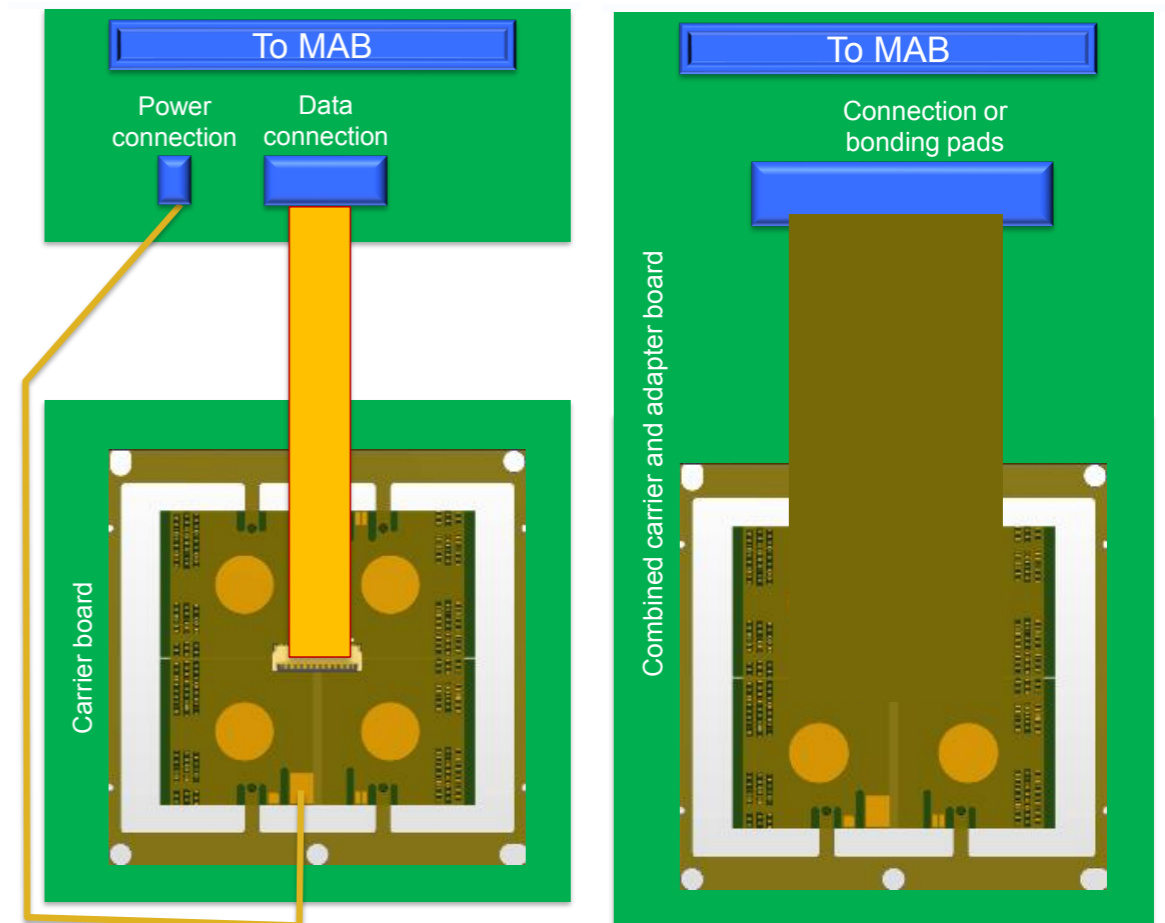 To MAB
Power
connection
Data
connection
Carrier board
To MAB
Connection or
bonding pads
Combined carrier and adapter board